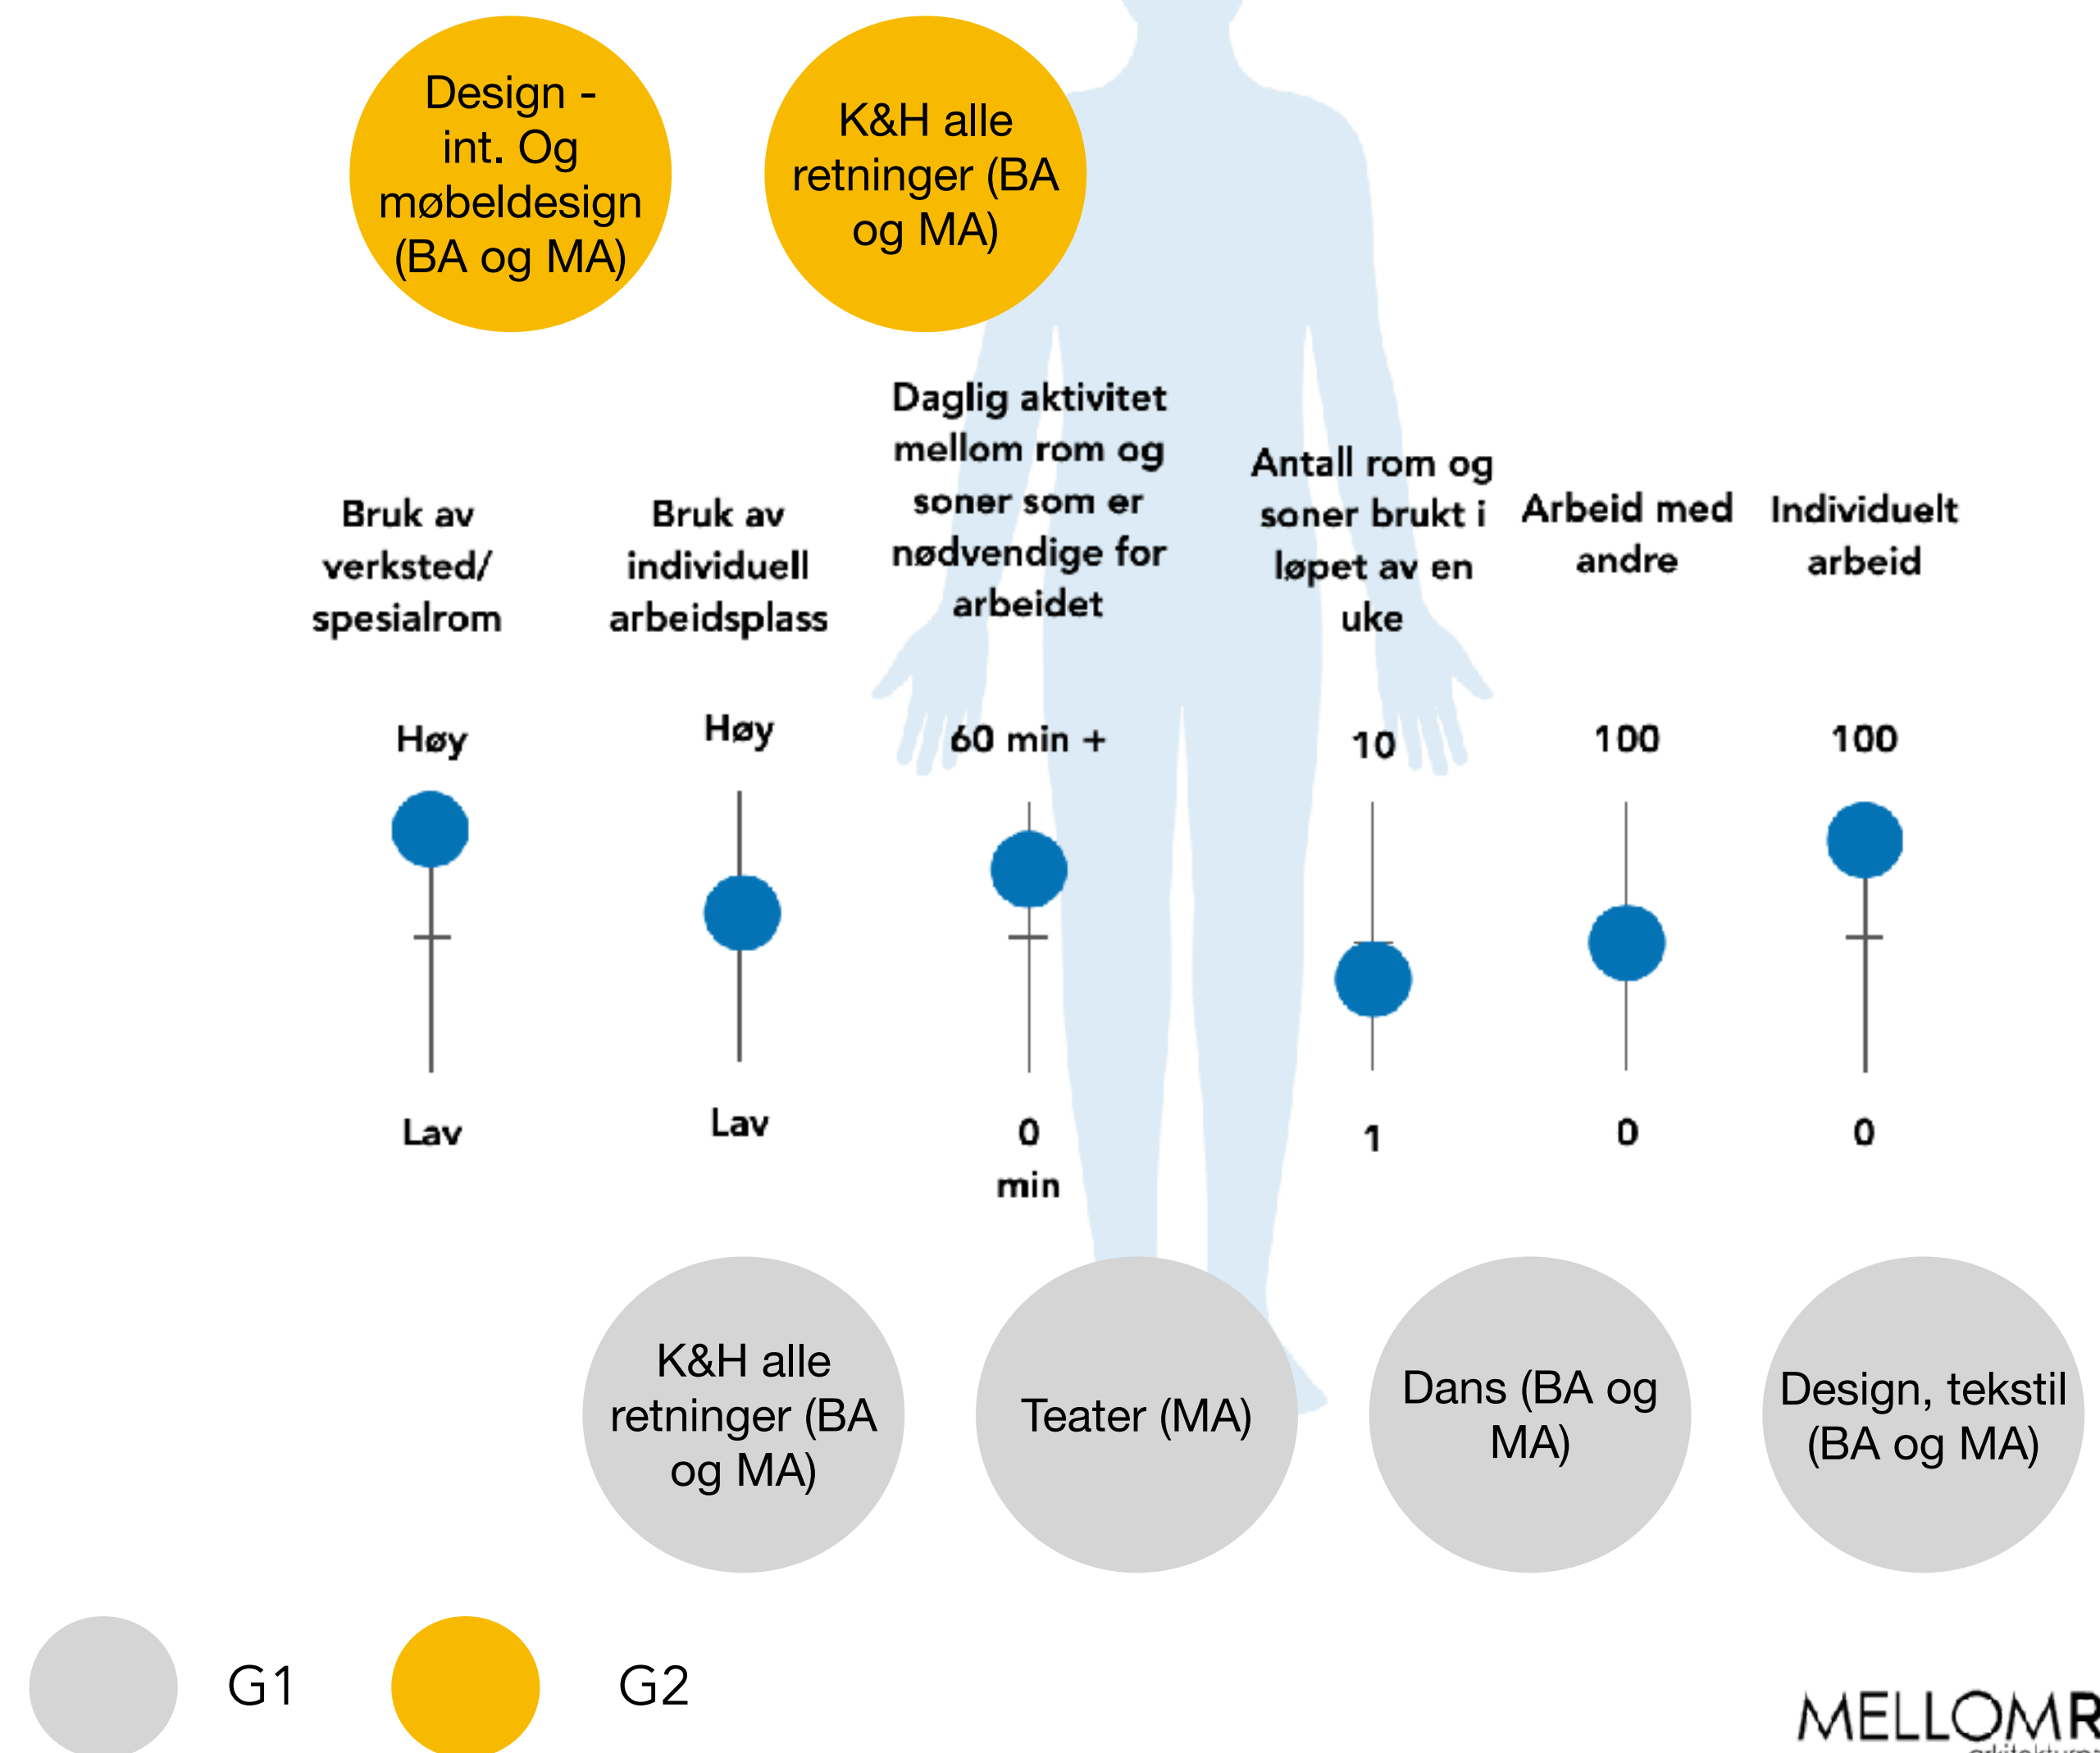 Design -
int. Og
møbeldesign
(BA og MA)
K&H alle
retninger (BA
og MA)
Bruk av
verksted/
spesialrom
Bruk av
individuell
arbeidsplass
Daglig aktivitet
mellom rom og
soner som er
nødvendige for
arbeidet
Antall rom og
soner brukt i
løpet av en
uke
Arbeid med
andre
Individuelt
arbeid
Høy
Høy
60 min +
10
100
100
Lav
Lav
0
min
1
0
0
K&H alle
retninger (BA
og MA)
Teater (MA)
Dans (BA og
MA)
Design, tekstil
(BA og MA)
G1
G2
MELLOMR